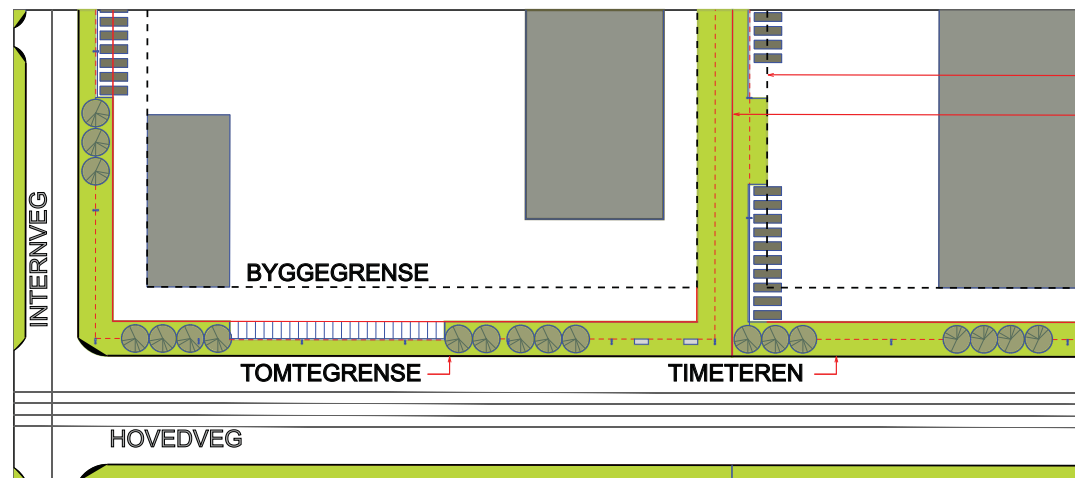 INTERNVEG
BYGGEGRENSE
TOMTEGRENSE
TIMETEREN
HOVEDVEG